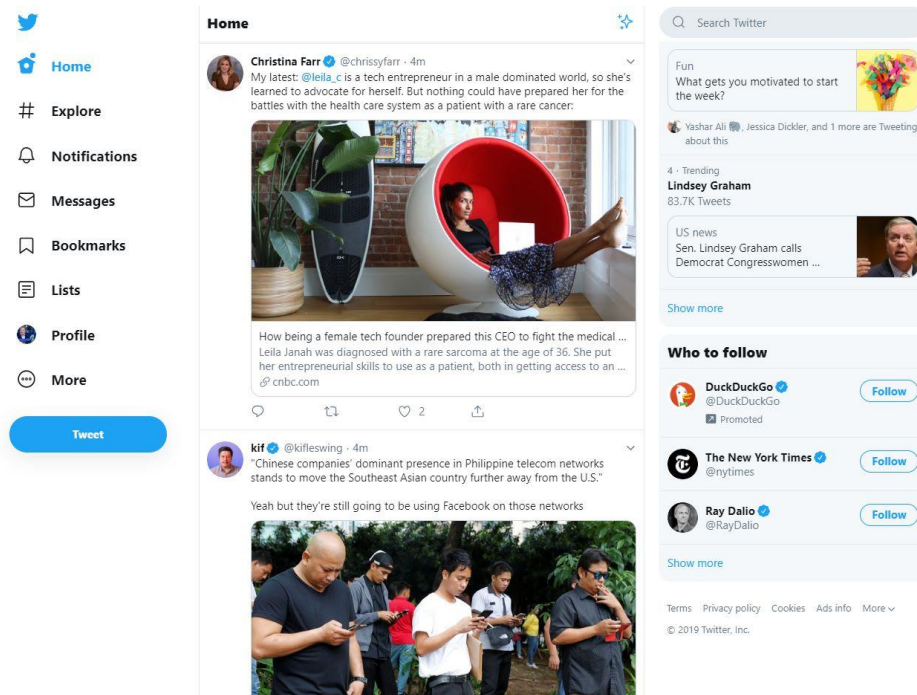 Home
Explore
Notifications
Messages
Bookmarks
Lists
Profile
More
Tweet
Home
Christina Farr @chrissyfarr · 4m
My latest: @leila_c is a tech entrepreneur in a male dominated world, so she's
learned to advocate for herself. But nothing could have prepared her for the
battles with the health care system as a patient with a rare cancer:
How being a female tech founder prepared this CEO to fight the medical ...
Leila Janah was diagnosed with a rare sarcoma at the age of 36. She put
her entrepreneurial skills to use as a patient, both in getting access to an ...
cnbc.com
2
kif @kifleswing · 4m
"Chinese companies' dominant presence in Philippine telecom networks
stands to move the Southeast Asian country further away from the U.S."
Yeah but they're still going to be using Facebook on those networks
Search Twitter
Fun
What gets you motivated to start
the week?
Yashar Ali 🐘, Jessica Dickler, and 1 more are Tweeting
about this
4 · Trending
Lindsey Graham
83.7K Tweets
US news
Sen. Lindsey Graham calls
Democrat Congresswomen ...
Show more
Who to follow
DuckDuckGo
@DuckDuckGo
Promoted
Follow
The New York Times
@nytimes
Follow
Ray Dalio
@RayDalio
Follow
Show more
Terms Privacy policy Cookies Ads info More
© 2019 Twitter, Inc.